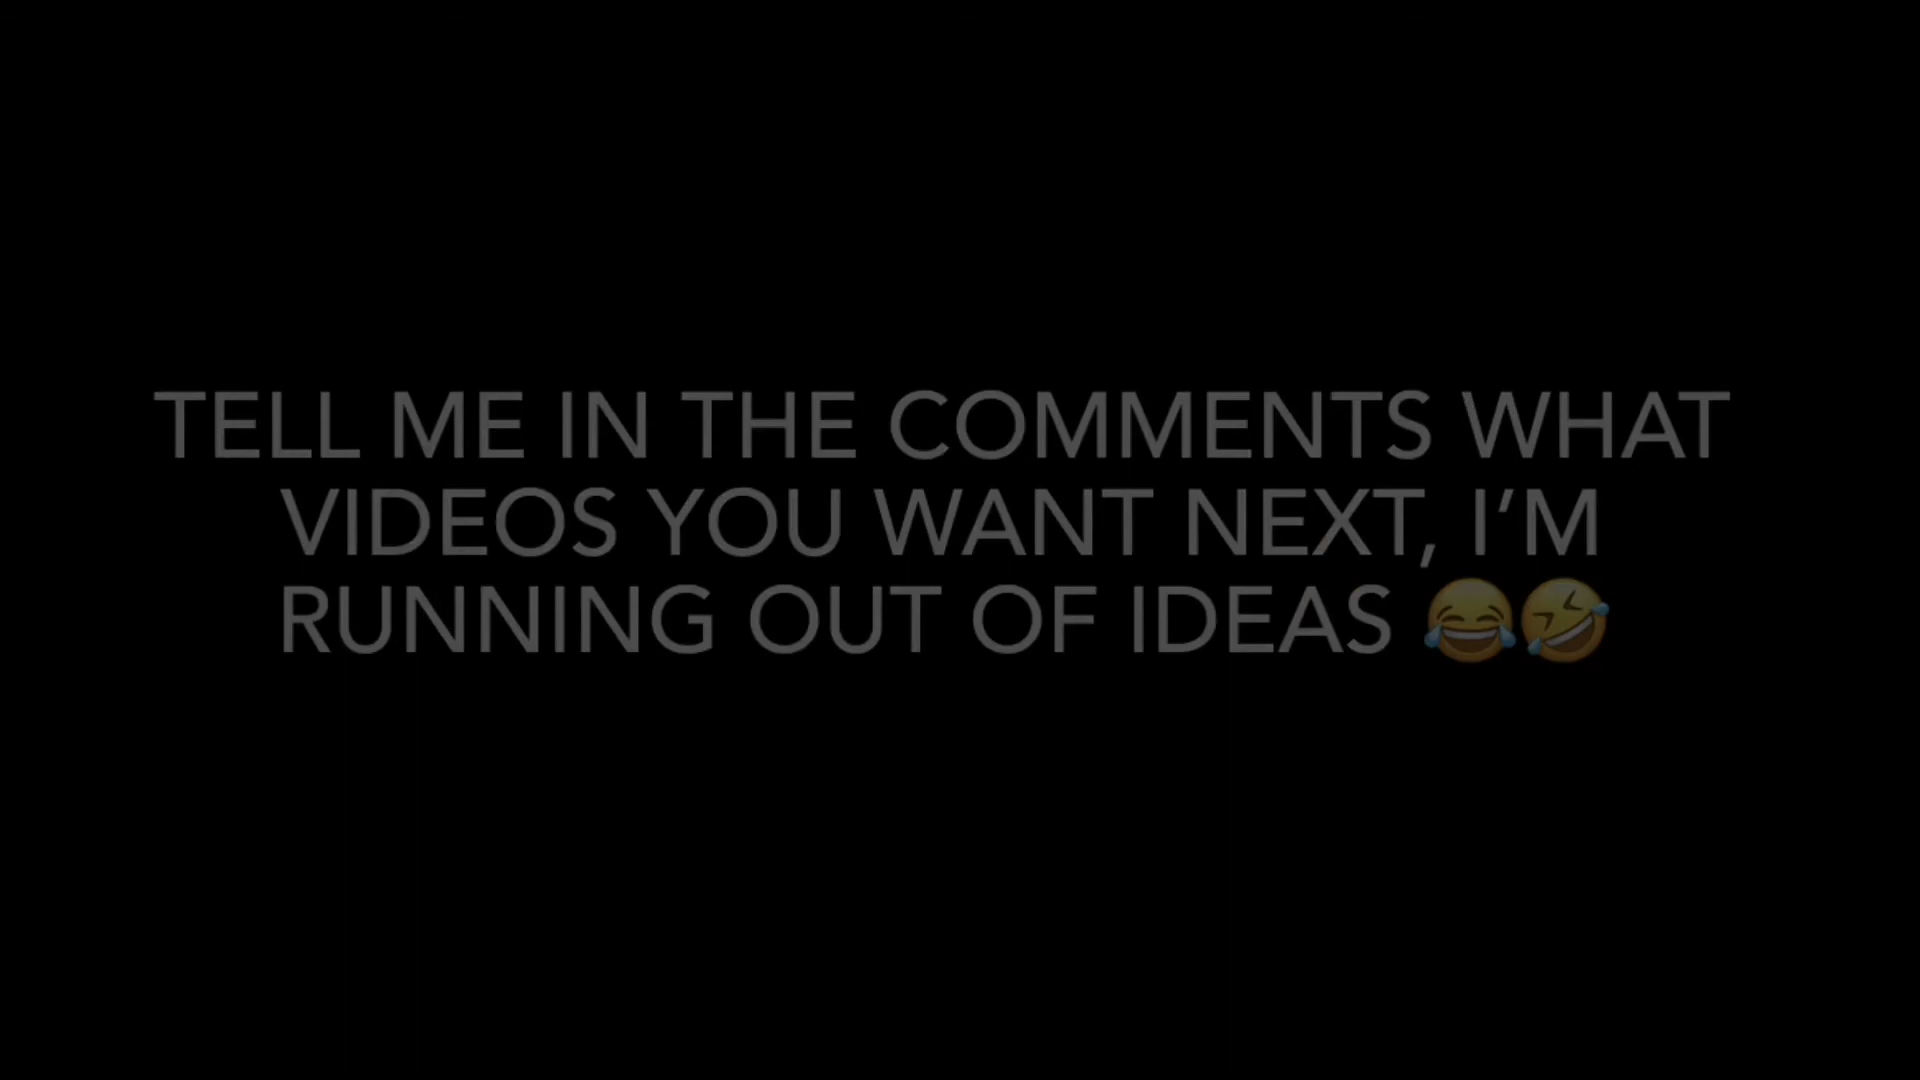 TELL ME IN THE COMMENTS WHAT
VIDEOS YOU WANT NEXT, I’M
RUNNING OUT OF IDEAS 😂🤣